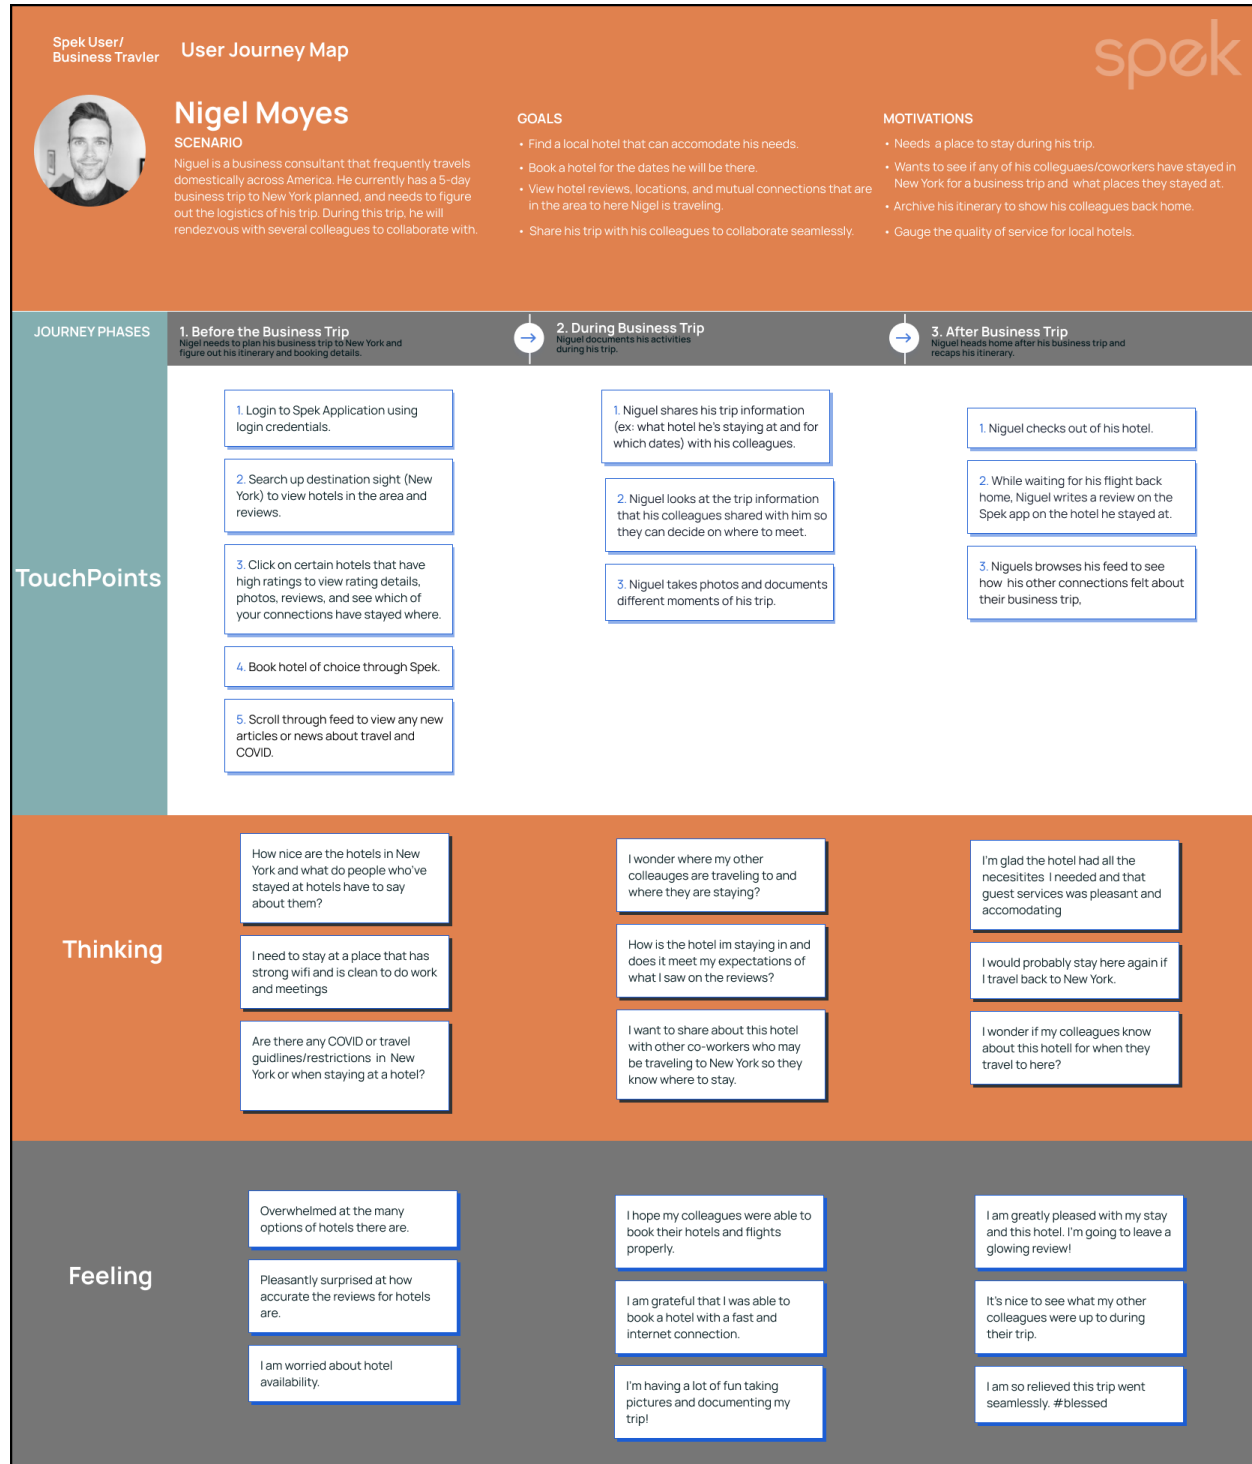 Spek User/
Business Travler
User Journey Map
spek
Nigel Moyes
SCENARIO
Niguel is a business consultant that frequently travels
domestically across America. He currently has a 5-day
business trip to New York planned, and needs to figure
out the logistics of his trip. During this trip, he will
rendezvous with several colleagues to collaborate with.
GOALS
• Find a local hotel that can accomodate his needs.
• Book a hotel for the dates he will be there.
• View hotel reviews, locations, and mutual connections that are
in the area to here Nigel is traveling.
• Share his trip with his colleagues to collaborate seamlessly.
MOTIVATIONS
• Needs a place to stay during his trip.
• Wants to see if any of his collegues/coworkers have stayed in
New York for a business trip and what places they stayed at.
• Archive his itinerary to show his colleagues back home.
• Gauge the quality of service for local hotels.
JOURNEY PHASES
1. Before the Business Trip
Nigel needs to plan his business trip to New York and
figure out his itinerary and booking details.
→
2. During Business Trip
Niguel documents his activities
during his trip.
→
3. After Business Trip
Niguel heads home after his business trip and
recaps his itinerary.
TouchPoints
1. Login to Spek Application using
login credentials.
2. Search up destination sight (New
York) to view hotels in the area and
reviews.
3. Click on certain hotels that have
high ratings to view rating details,
photos, reviews, and see which of
your connections have stayed where.
4. Book hotel of choice through Spek.
5. Scroll through feed to view any new
articles or news about travel and
COVID.
1. Niguel shares his trip information
(ex: what hotel he's staying at and for
which dates) with his colleagues.
2. Niguel looks at the trip information
that his colleagues shared with him so
they can decide on where to meet.
3. Niguel takes photos and documents
different moments of his trip.
1. Niguel checks out of his hotel.
2. While waiting for his flight back
home, Niguel writes a review on the
Spek app on the hotel he stayed at.
3. Niguels browses his feed to see
how his other connections felt about
their business trip,
Thinking
How nice are the hotels in New
York and what do people who've
stayed at hotels have to say
about them?
I need to stay at a place that has
strong wifi and is clean to do work
and meetings
Are there any COVID or travel
guidlines/restrictions in New
York or when staying at a hotel?
I wonder where my other
colleauges are traveling to and
where they are staying?
How is the hotel im staying in and
does it meet my expectations of
what I saw on the reviews?
I want to share about this hotel
with other co-workers who may
be traveling to New York so they
know where to stay.
I'm glad the hotel had all the
necesitites I needed and that
guest services was pleasant and
accomodating
I would probably stay here again if
I travel back to New York.
I wonder if my colleagues know
about this hotell for when they
travel to here?
Feeling
Overwhelmed at the many
options of hotels there are.
Pleasantly surprised at how
accurate the reviews for hotels
are.
I am worried about hotel
availability.
I hope my colleagues were able to
book their hotels and flights
properly.
I am grateful that I was able to
book a hotel with a fast and
internet connection.
I'm having a lot of fun taking
pictures and documenting my
trip!
I am greatly pleased with my stay
and this hotel. I'm going to leave a
glowing review!
It's nice to see what my other
colleagues were up to during
their trip.
I am so relieved this trip went
seamlessly. #blessed